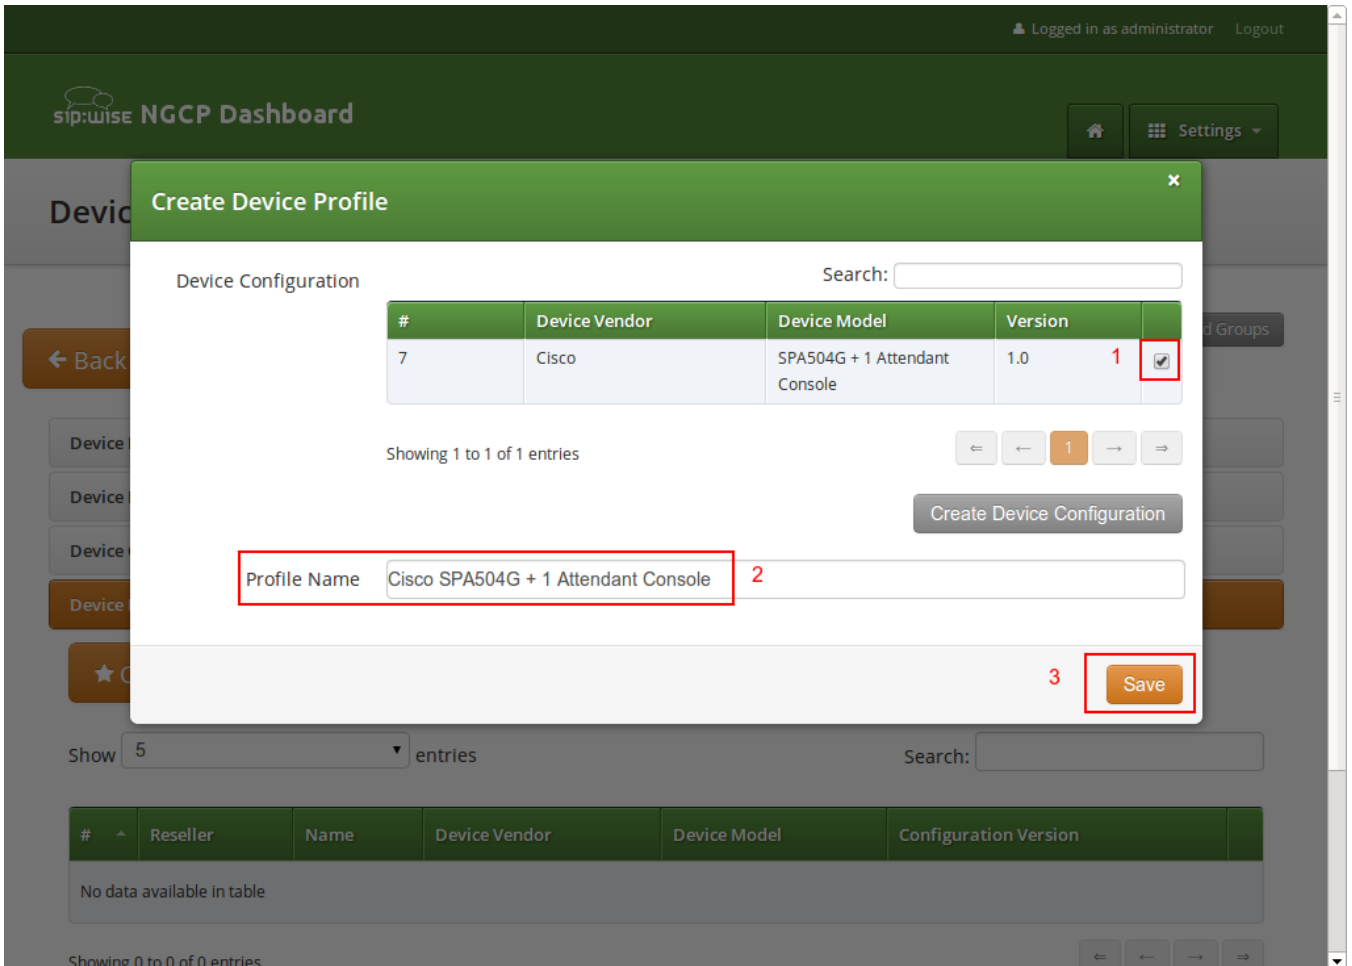 Logged in as administrator Logout
sip:wise NGCP Dashboard
Settings
Devic
Create Device Profile
×
Device Configuration
Search:
# Device Vendor Device Model Version
7 Cisco SPA504G + 1 Attendant 1.0 1
Console
d Groups
Back
Device
Showing 1 to 1 of 1 entries
⇐ ← 1 → ⇒
Device
Create Device Configuration
Device
Profile Name Cisco SPA504G + 1 Attendant Console 2
Device
3 Save
Show 5 entries
Search:
# Reseller Name Device Vendor Device Model Configuration Version
No data available in table
Showing 0 to 0 of 0 entries
⇐ ← → ⇒